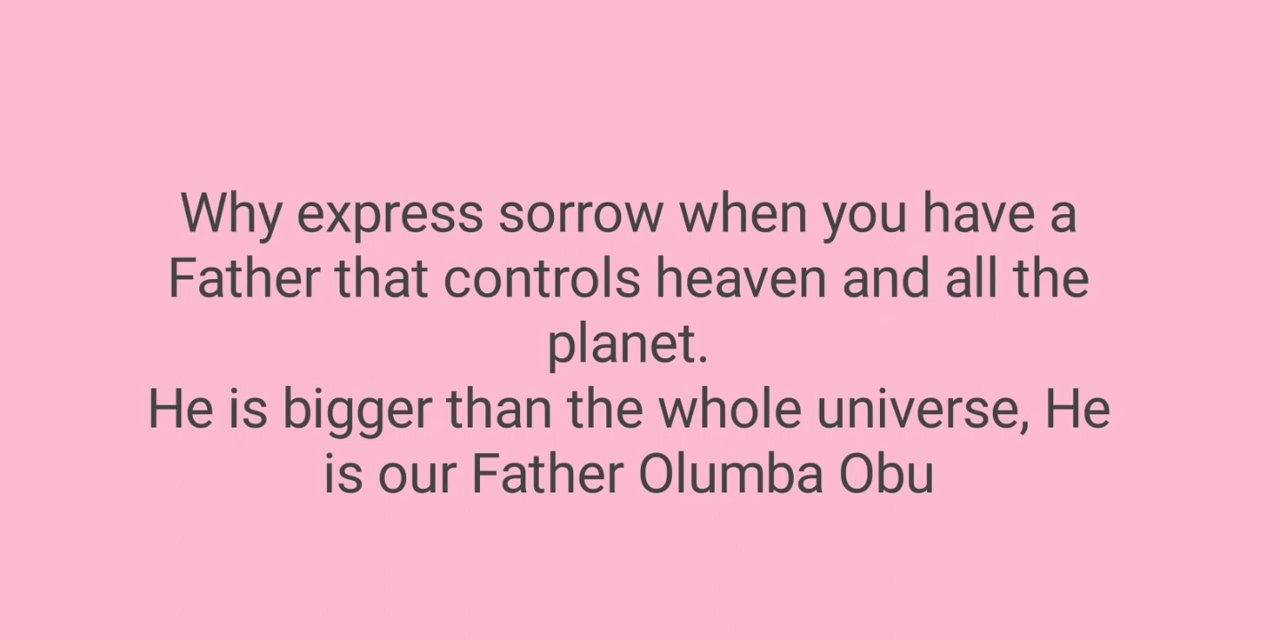 Why express sorrow when you have a
Father that controls heaven and all the
planet.
He is bigger than the whole universe, He
is our Father Olumba Obu